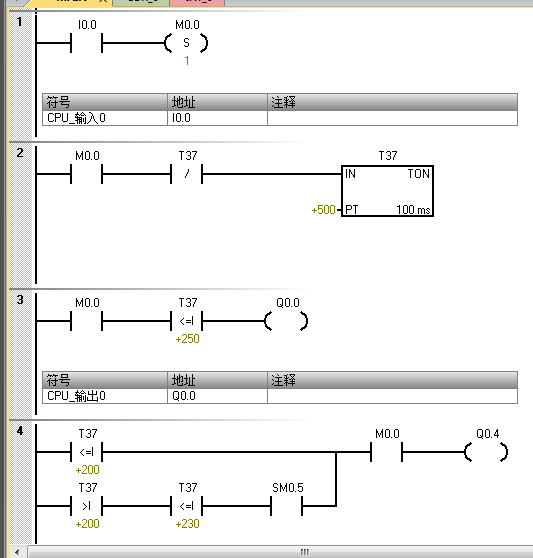 1
I0.0 M0.0
S
1
符号 地址 注释
CPU_输入0 I0.0
2
M0.0 T37 T37
/ IN TON
+500 PT 100 ms
3
M0.0 T37 Q0.0
<=I
+250
符号 地址 注释
CPU_输出0 Q0.0
4
T37 M0.0 Q0.4
<=I
+200
T37 T37 SM0.5
>I <=I
+200 +230